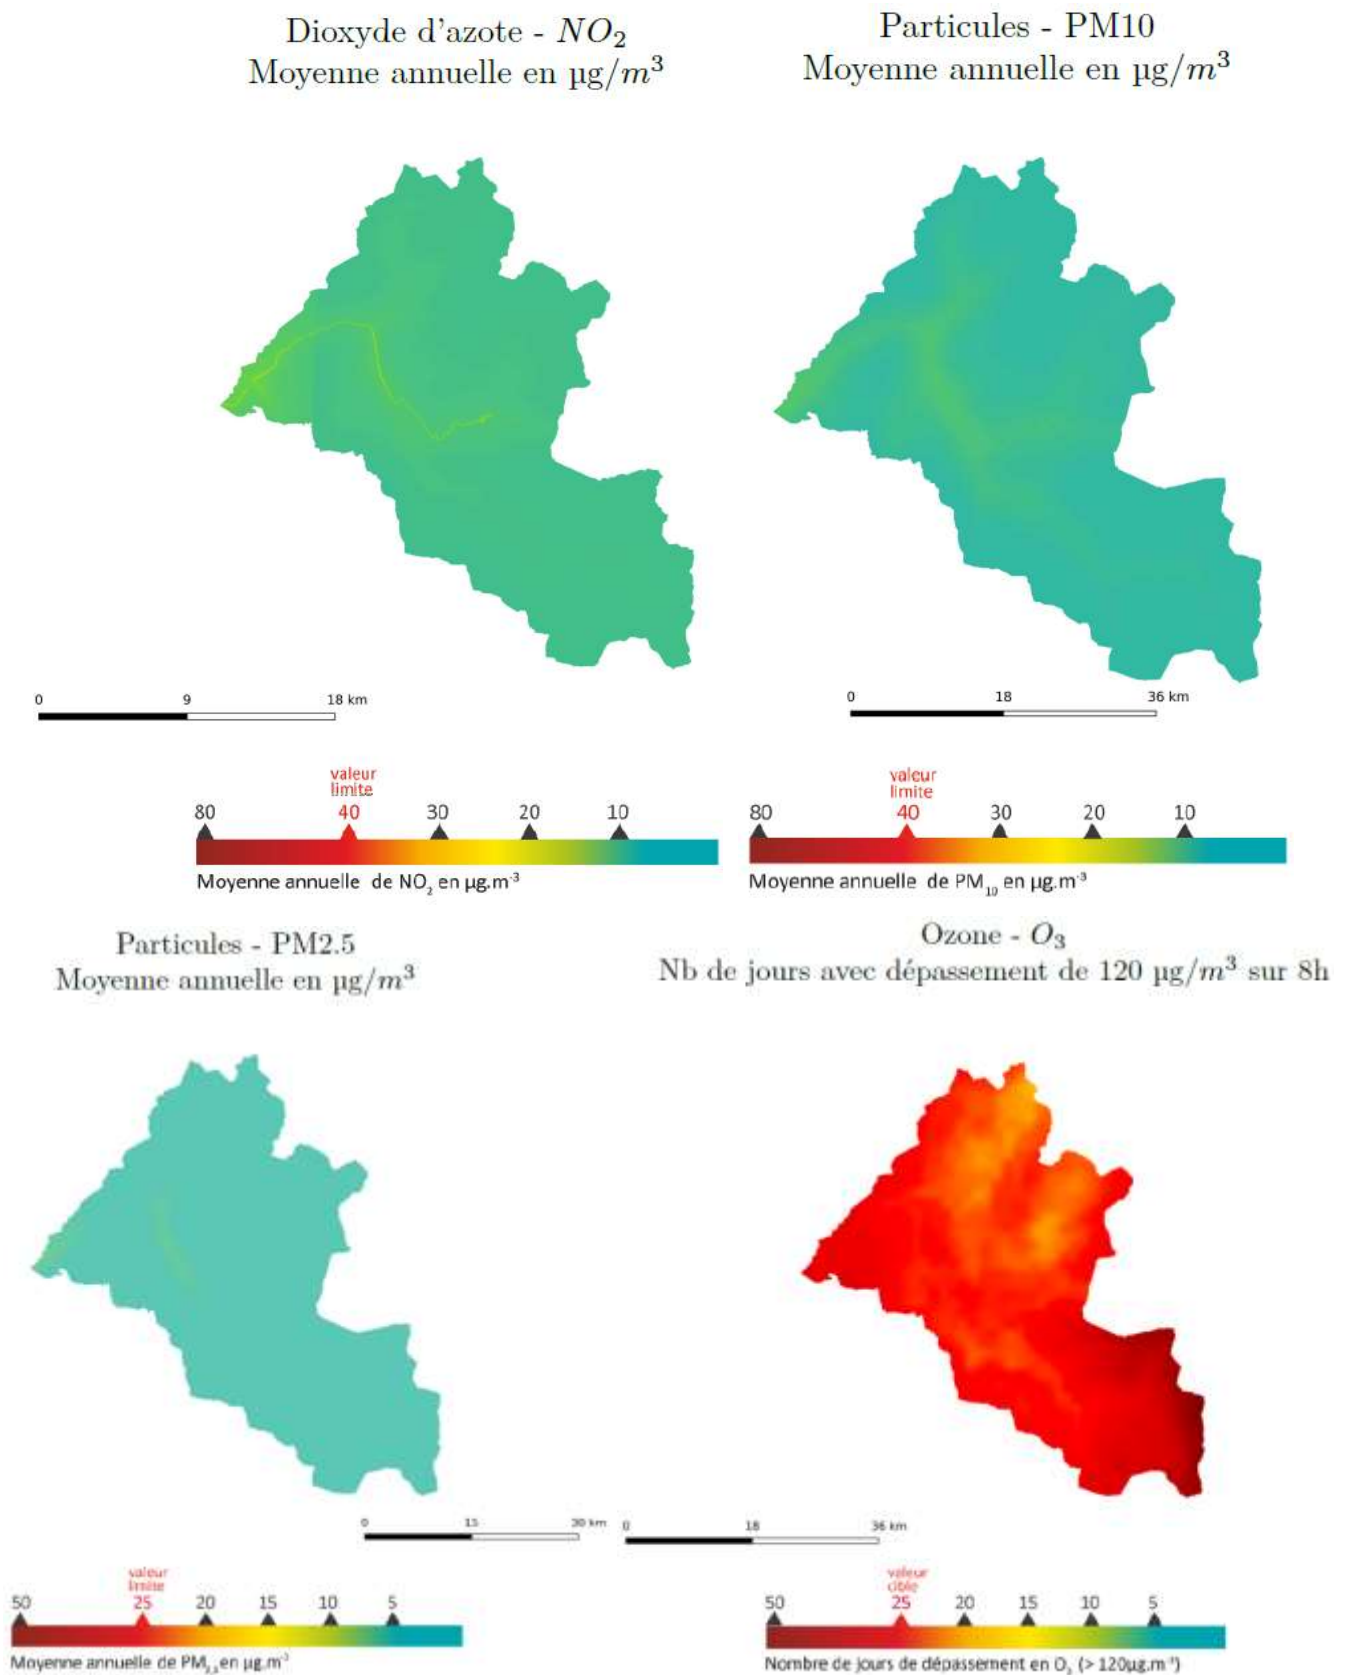 Dioxyde d'azote - NO₂
Moyenne annuelle en µg/m³
Particules - PM10
Moyenne annuelle en µg/m³
0 9 18 km
0 18 36 km
valeur
limite
80 40 30 20 10
Moyenne annuelle de NO₂ en µg.m⁻³
valeur
limite
80 40 30 20 10
Moyenne annuelle de PM₁₀ en µg.m⁻³
Particules - PM2.5
Moyenne annuelle en µg/m³
Ozone - O₃
Nb de jours avec dépassement de 120 µg/m³ sur 8h
0 15 30 km
0 18 36 km
valeur
limite
50 25 20 15 10 5
Moyenne annuelle de PM₂,₅ en µg.m⁻³
valeur
cible
50 25 20 15 10 5
Nombre de jours de dépassement en O₃ (> 120µg.m⁻³)